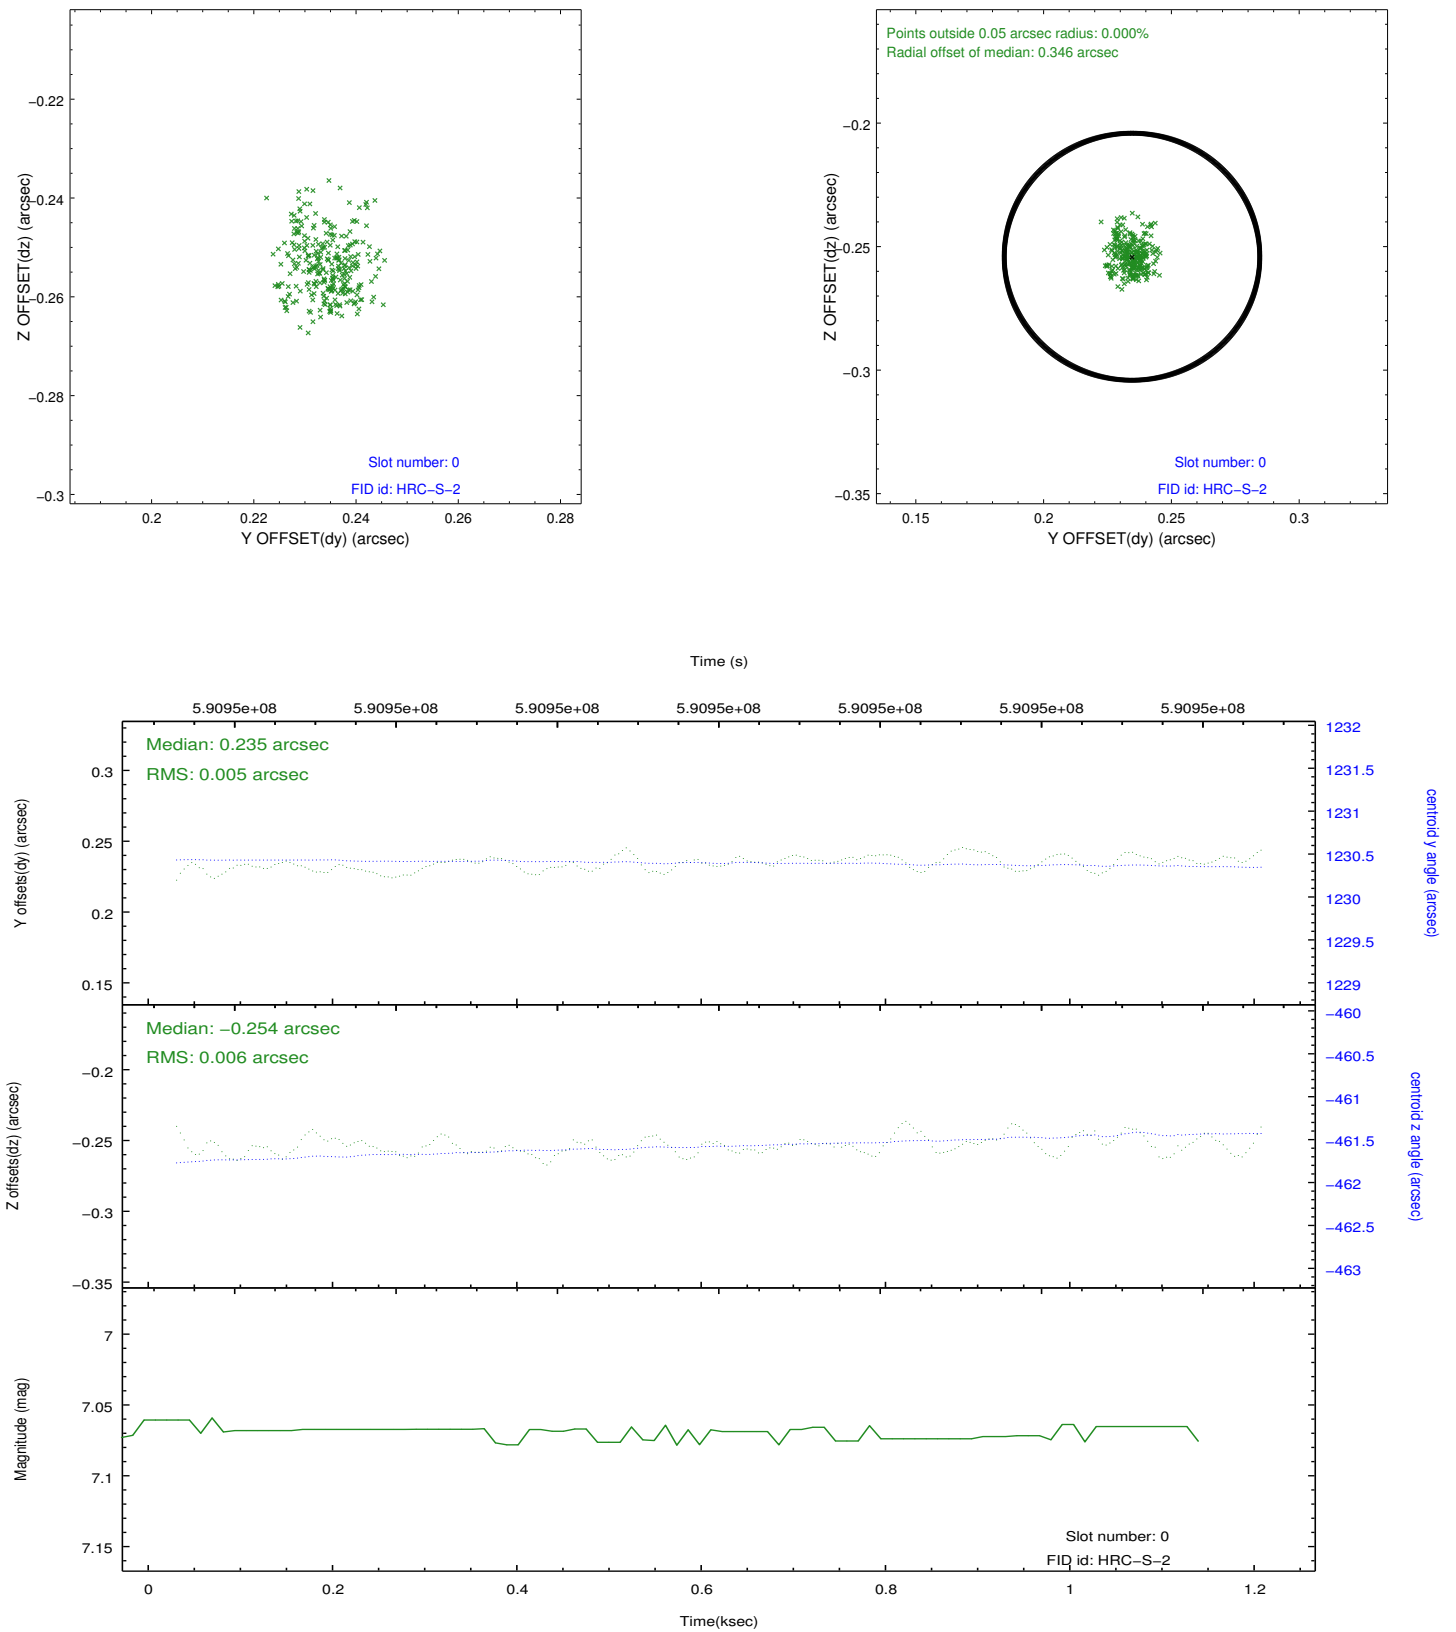 −0.22
−0.24
−0.26
−0.28
−0.3
Z OFFSET(dz) (arcsec)
Slot number: 0
FID id: HRC−S−2
0.2 0.22 0.24 0.26 0.28
Y OFFSET(dy) (arcsec)
Points outside 0.05 arcsec radius: 0.000%
Radial offset of median: 0.346 arcsec
−0.2
−0.25
−0.3
−0.35
Z OFFSET(dz) (arcsec)
Slot number: 0
FID id: HRC−S−2
0.15 0.2 0.25 0.3
Y OFFSET(dy) (arcsec)
Time (s)
5.9095e+08 5.9095e+08 5.9095e+08 5.9095e+08 5.9095e+08 5.9095e+08 5.9095e+08
Median: 0.235 arcsec
RMS: 0.005 arcsec
0.3
0.25
0.2
0.15
Y offsets(dy) (arcsec)
1232
1231.5
1231
1230.5
1230
1229.5
1229
centroid y angle (arcsec)
Median: −0.254 arcsec
RMS: 0.006 arcsec
−0.2
−0.25
−0.3
−0.35
Z offsets(dz) (arcsec)
−460
−460.5
−461
−461.5
−462
−462.5
−463
centroid z angle (arcsec)
7
7.05
7.1
7.15
Magnitude (mag)
Slot number: 0
FID id: HRC−S−2
0 0.2 0.4 0.6 0.8 1 1.2
Time(ksec)